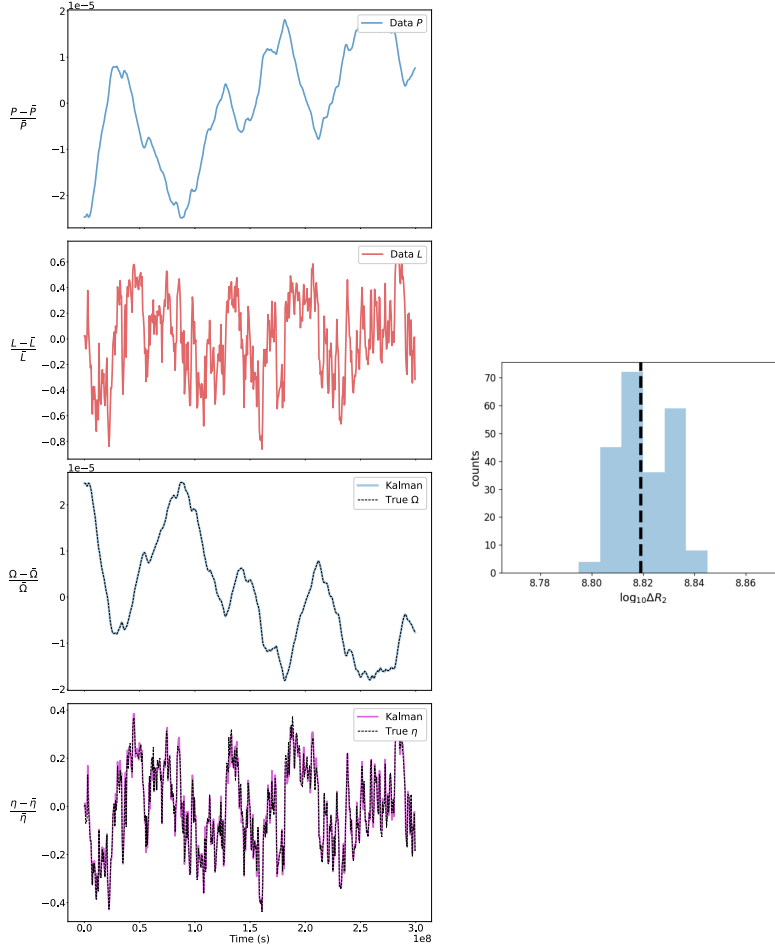 1e−5
2
1
0
−1
−2
P − P̄
P̄
Data P
0.6
0.4
0.2
0.0
−0.2
−0.4
−0.6
−0.8
L − L̄
L̄
Data L
1e−5
2
1
0
−1
−2
Ω − Ω̄
Ω̄
Kalman
True Ω
0.4
0.2
0.0
−0.2
−0.4
η − η̄
η̄
Kalman
True η
0.0 0.5 1.0 1.5 2.0 2.5 3.0
Time (s)
1e8
70
60
50
40
30
20
10
0
counts
8.78 8.80 8.82 8.84 8.86
log₁₀ΔR₂